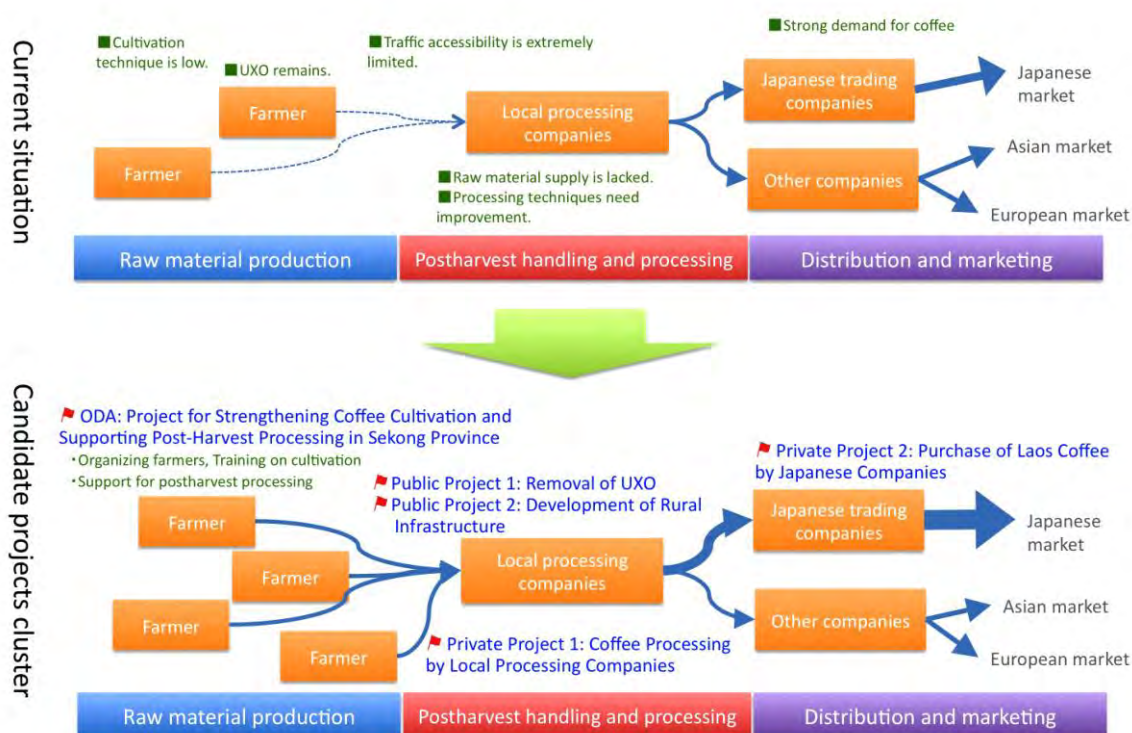 Current situation
■Cultivation
technique is low.
■UXO remains.
■Traffic accessibility is extremely
limited.
■Strong demand for coffee
Farmer
Farmer
Local processing
companies
Japanese trading
companies
Other companies
Japanese
market
Asian market
European market
■Raw material supply is lacked.
■Processing techniques need
improvement.
Raw material production
Postharvest handling and processing
Distribution and marketing
Candidate projects cluster
ODA: Project for Strengthening Coffee Cultivation and
Supporting Post-Harvest Processing in Sekong Province
・Organizing farmers, Training on cultivation
・Support for postharvest processing
Public Project 1: Removal of UXO
Public Project 2: Development of Rural
Infrastructure
Private Project 2: Purchase of Laos Coffee
by Japanese Companies
Farmer
Farmer
Farmer
Farmer
Local processing
companies
Japanese trading
companies
Other companies
Japanese
market
Asian market
European market
Private Project 1: Coffee Processing
by Local Processing Companies
Raw material production
Postharvest handling and processing
Distribution and marketing